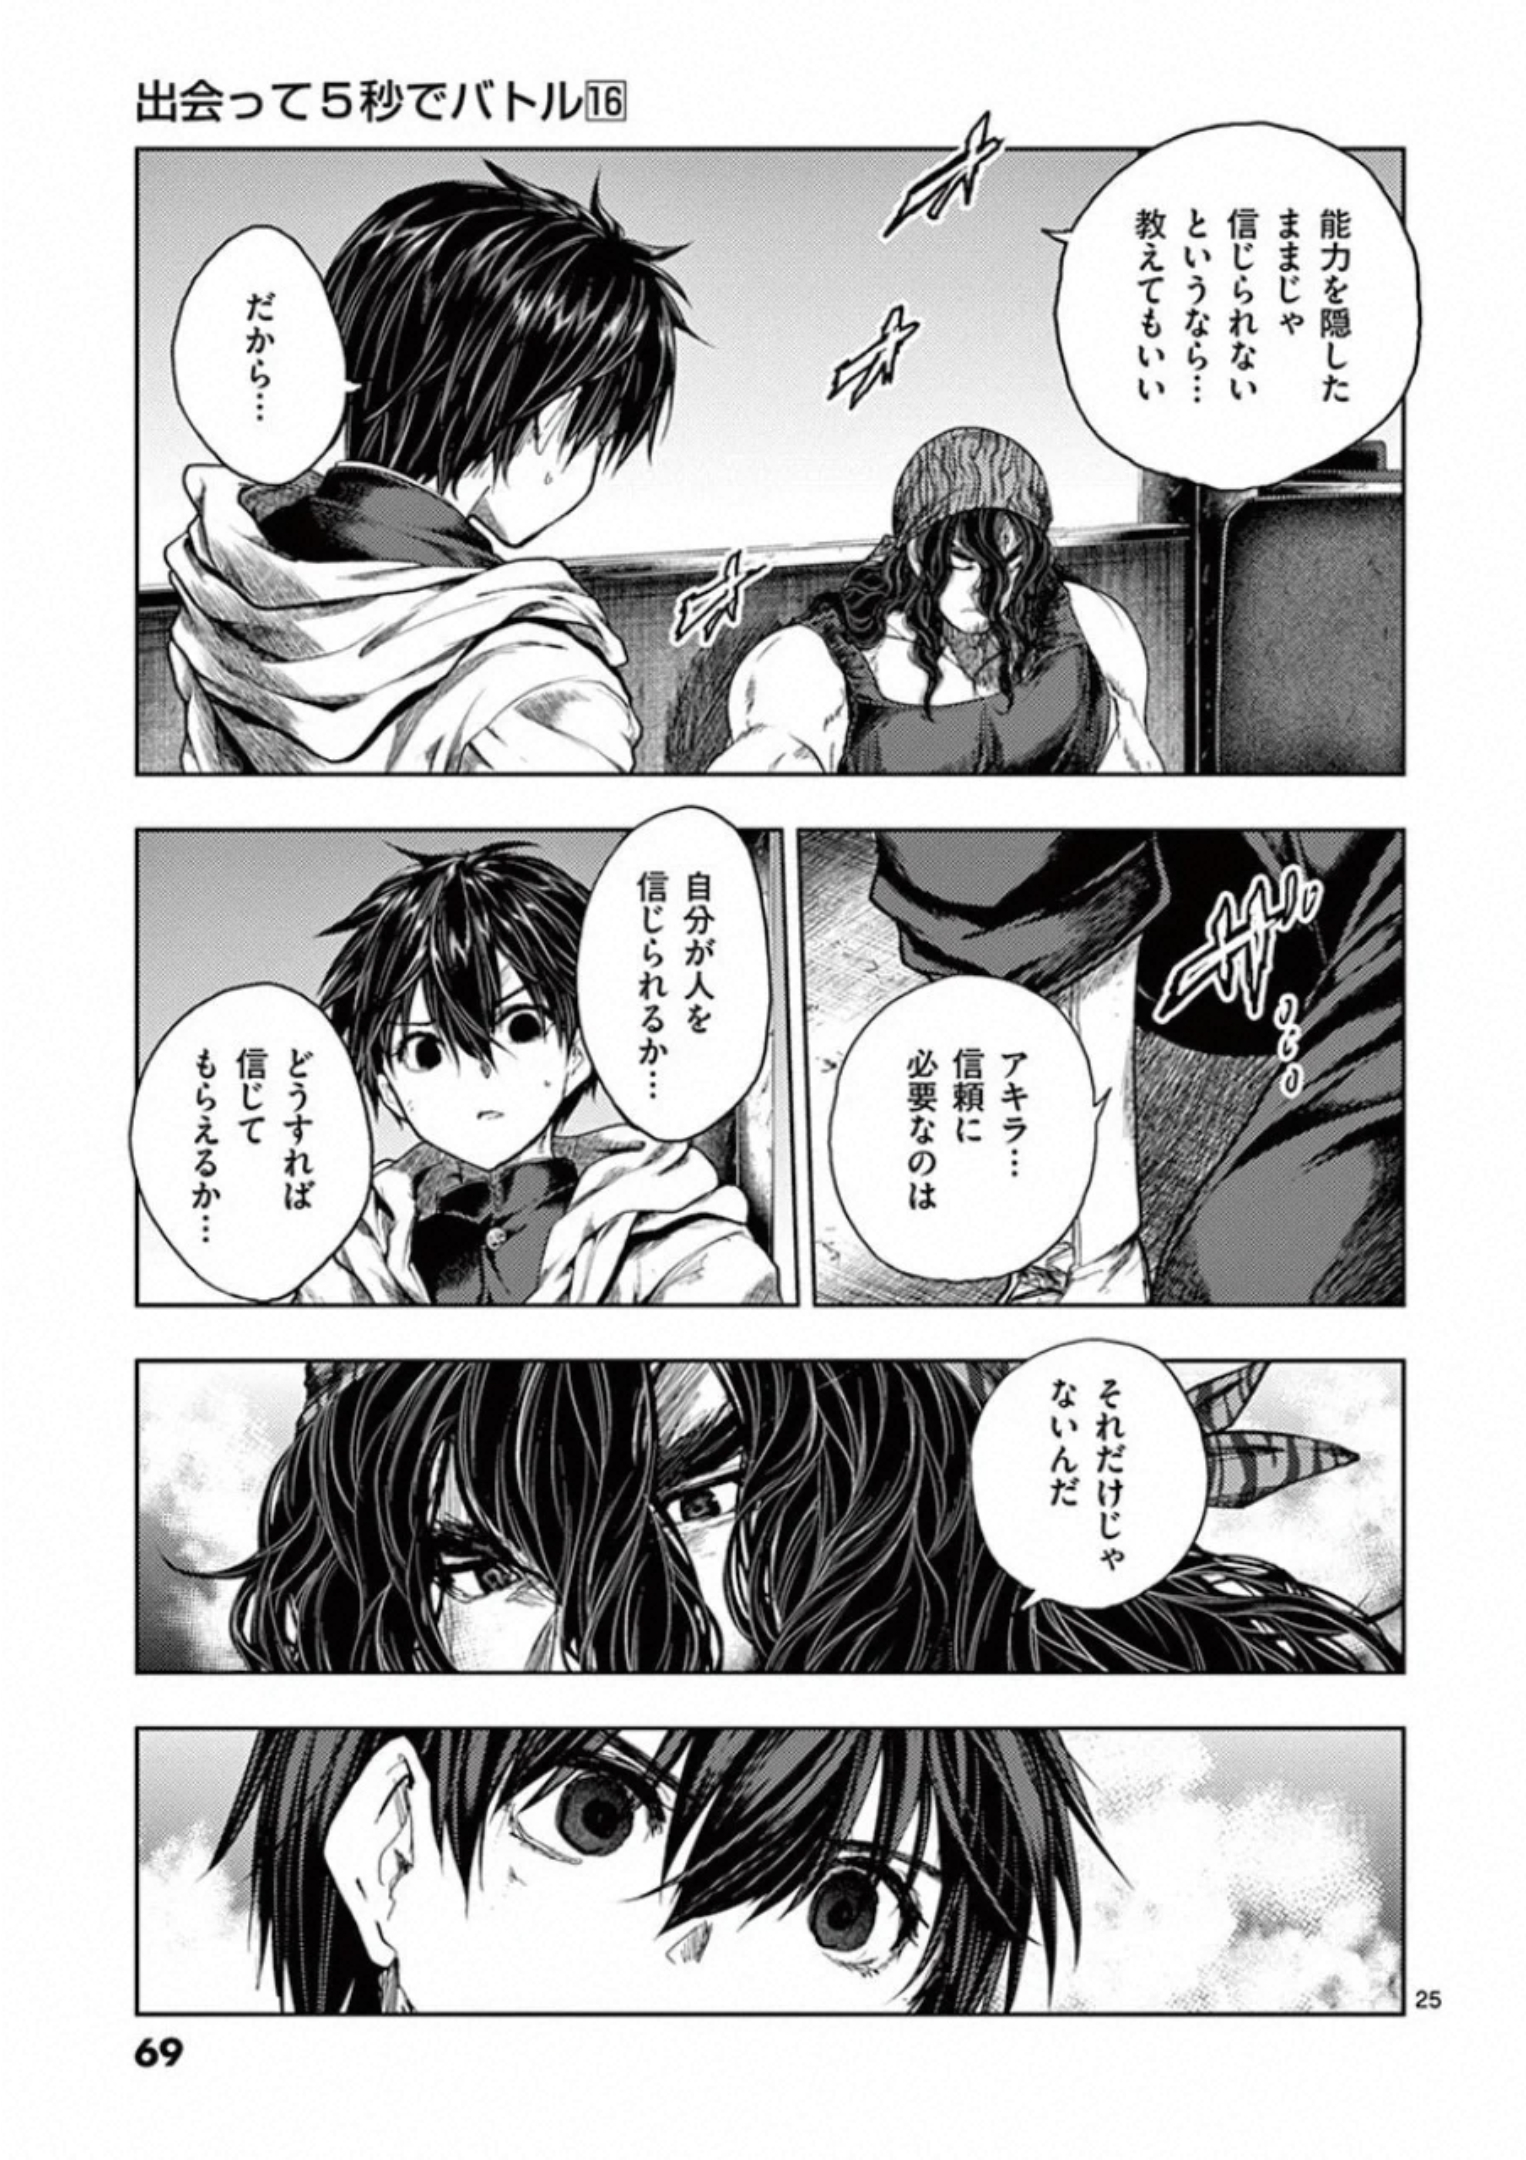 出会って5秒でバトル16
能力を隠した
ままじゃ
信じられない
というなら…
教えてもいい
だから…
アキラ…
信頼に
必要なのは
自分が人を
信じられるか…
どうすれば
信じて
もらえるか…
それだけじゃ
ないんだ
25
69